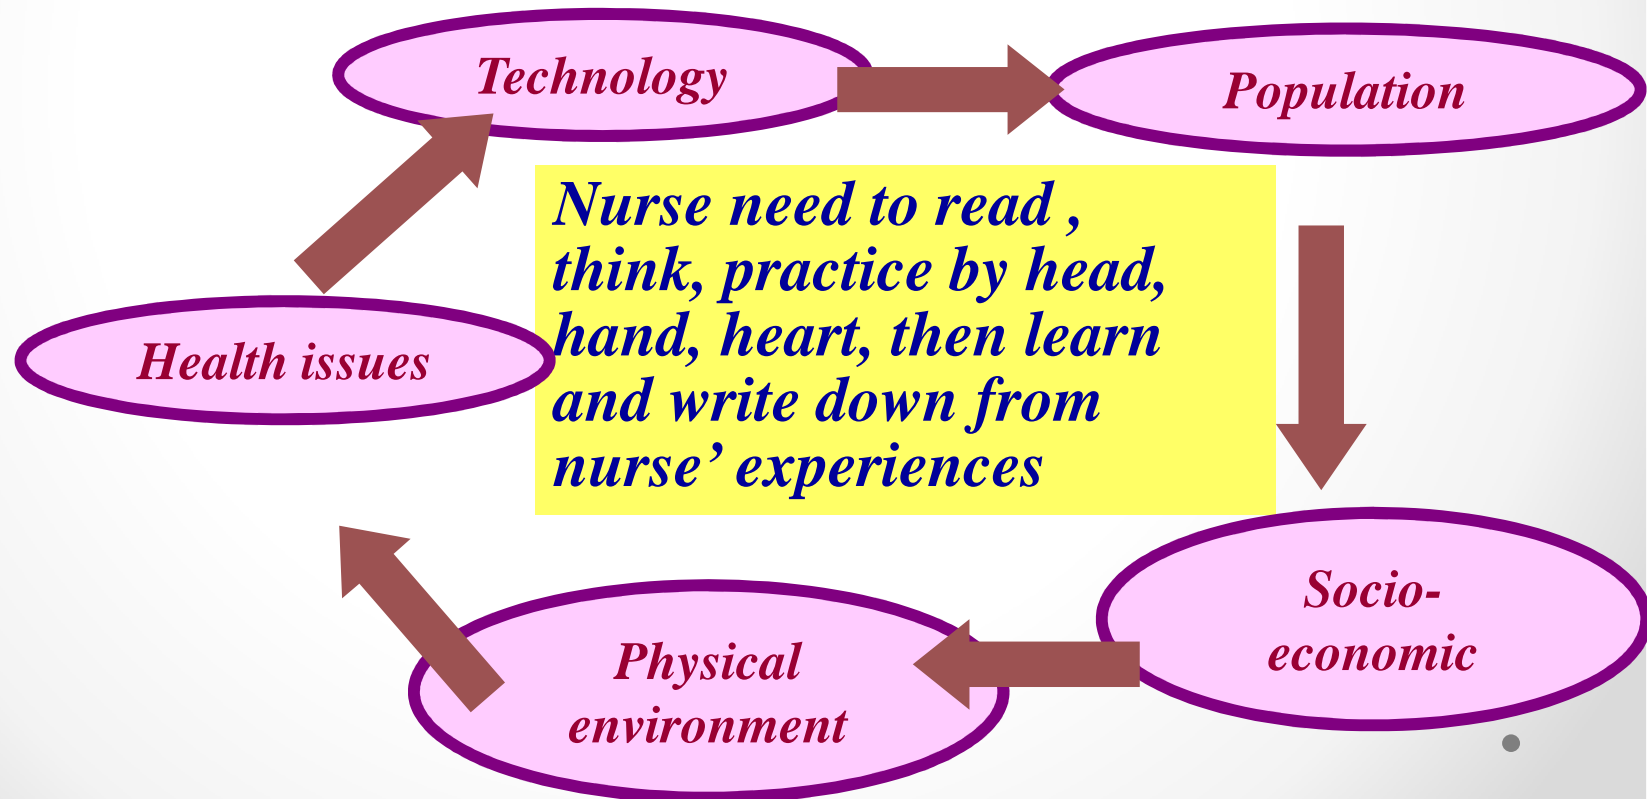 Technology
Population
Nurse need to read ,
think, practice by head,
hand, heart, then learn
and write down from
nurse’ experiences
Health issues
Socio-
economic
Physical
environment